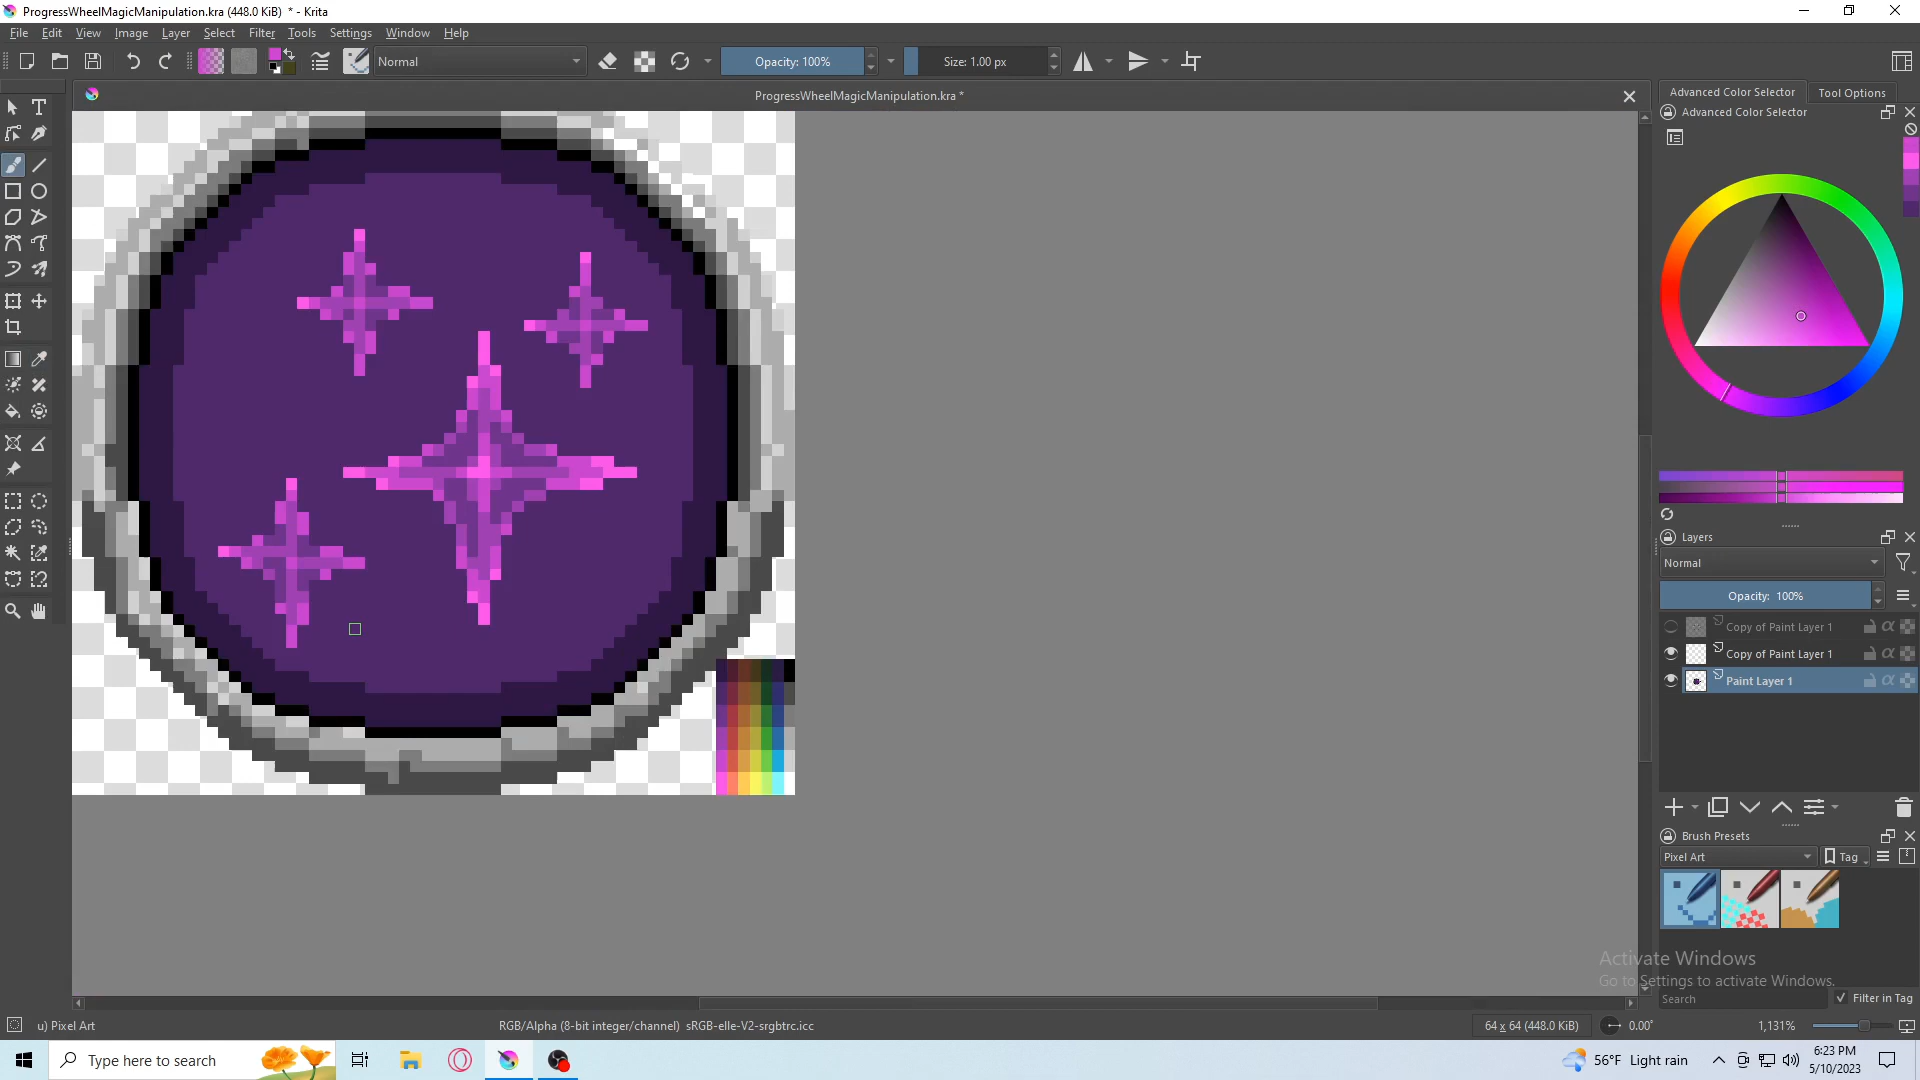 ProgressWheelMagicManipulation.kra (448.0 KiB)  * - Krita
File Edit View Image Layer Select Filter Tools Settings Window Help
Normal Opacity: 100% Size: 1.00 px
ProgressWheelMagicManipulation.kra *
Advanced Color Selector Tool Options
Advanced Color Selector
Layers
Normal
Opacity:  100%
Copy of Paint Layer 1
Copy of Paint Layer 1
Paint Layer 1
Brush Presets
Pixel Art Tag
Activate Windows
Go to Settings to activate Windows.
Search Filter in Tag
u) Pixel Art RGB/Alpha (8-bit integer/channel)  sRGB-elle-V2-srgbtrc.icc 64 x 64 (448.0 KiB) 0.00° 1,131%
Type here to search 56°F Light rain 6:23 PM
5/10/2023